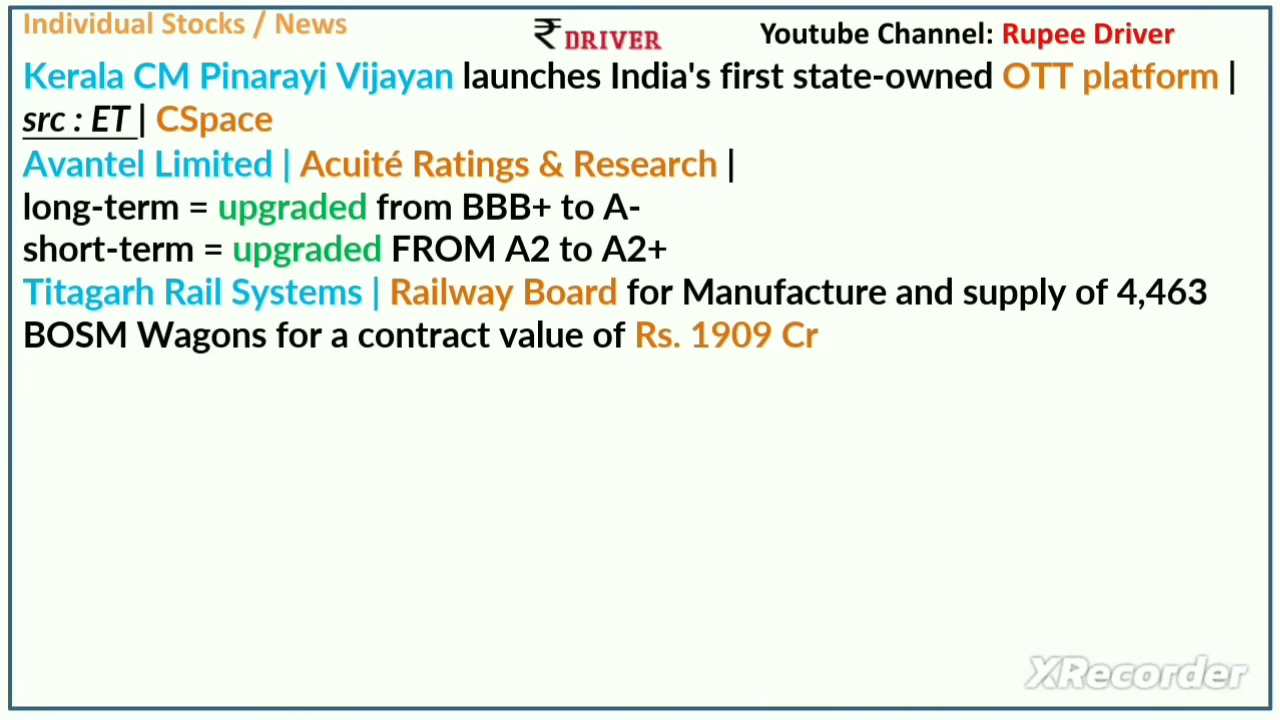 Individual Stocks / News
₹ DRIVER
Youtube Channel: Rupee Driver
Kerala CM Pinarayi Vijayan launches India's first state-owned OTT platform |
src : ET | CSpace
Avantel Limited | Acuité Ratings & Research |
long-term = upgraded from BBB+ to A-
short-term = upgraded FROM A2 to A2+
Titagarh Rail Systems | Railway Board for Manufacture and supply of 4,463
BOSM Wagons for a contract value of Rs. 1909 Cr
XRecorder